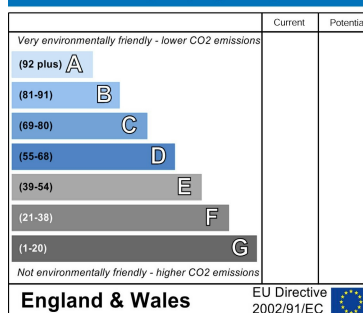 Current Potential
Very environmentally friendly - lower CO2 emissions
(92 plus) A
(81-91) B
(69-80) C
(55-68) D
(39-54) E
(21-38) F
(1-20) G
Not environmentally friendly - higher CO2 emissions
England & Wales
EU Directive
2002/91/EC